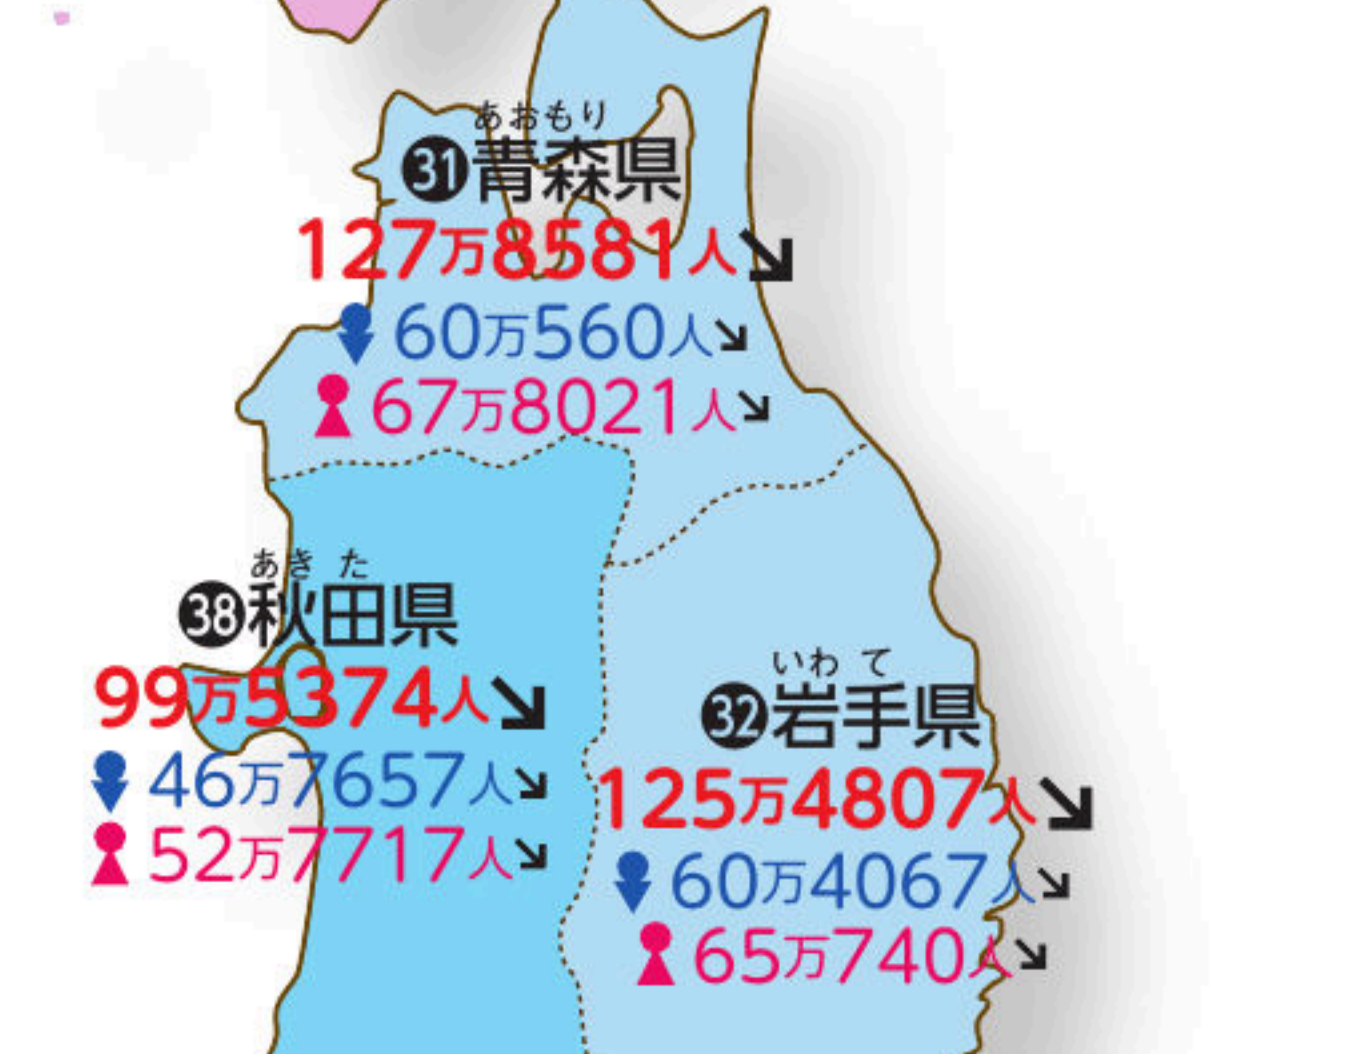 あおもり
31青森県
127万8581人
60万560人
67万8021人
あきた
38秋田県
99万5374人
46万7657人
52万7717人
いわて
32岩手県
125万4807人
60万4067人
65万740人